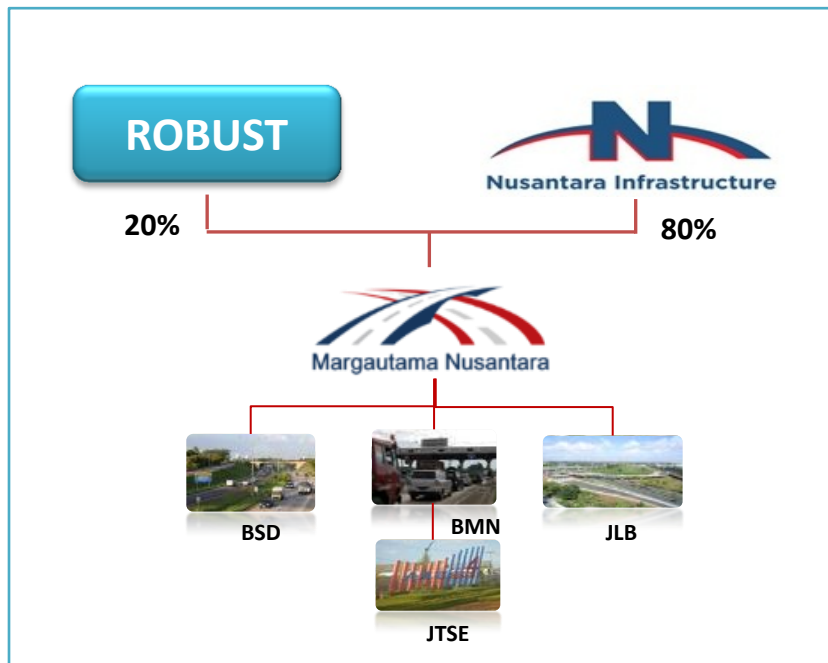 ROBUST
N
Nusantara Infrastructure
20%
80%
Margautama Nusantara
BSD
BMN
JLB
JTSE